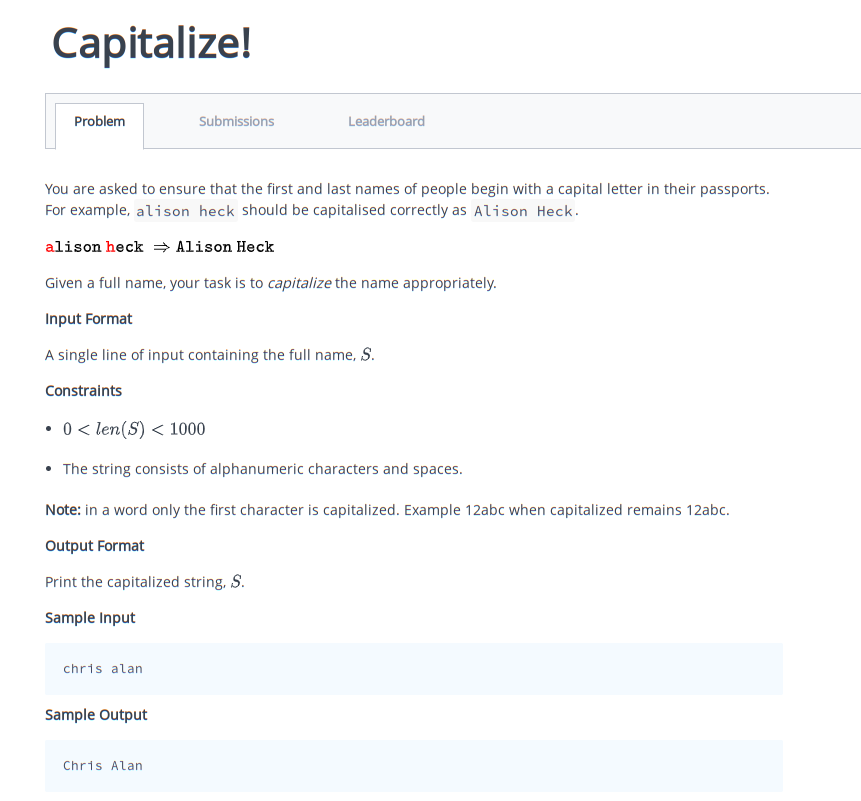 Capitalize!
Problem Submissions Leaderboard
You are asked to ensure that the first and last names of people begin with a capital letter in their passports.
For example, alison heck should be capitalised correctly as Alison Heck.
alison heck ⇒ Alison Heck
Given a full name, your task is to capitalize the name appropriately.
Input Format
A single line of input containing the full name, S.
Constraints
• 0 < len(S) < 1000
• The string consists of alphanumeric characters and spaces.
Note: in a word only the first character is capitalized. Example 12abc when capitalized remains 12abc.
Output Format
Print the capitalized string, S.
Sample Input
chris alan
Sample Output
Chris Alan